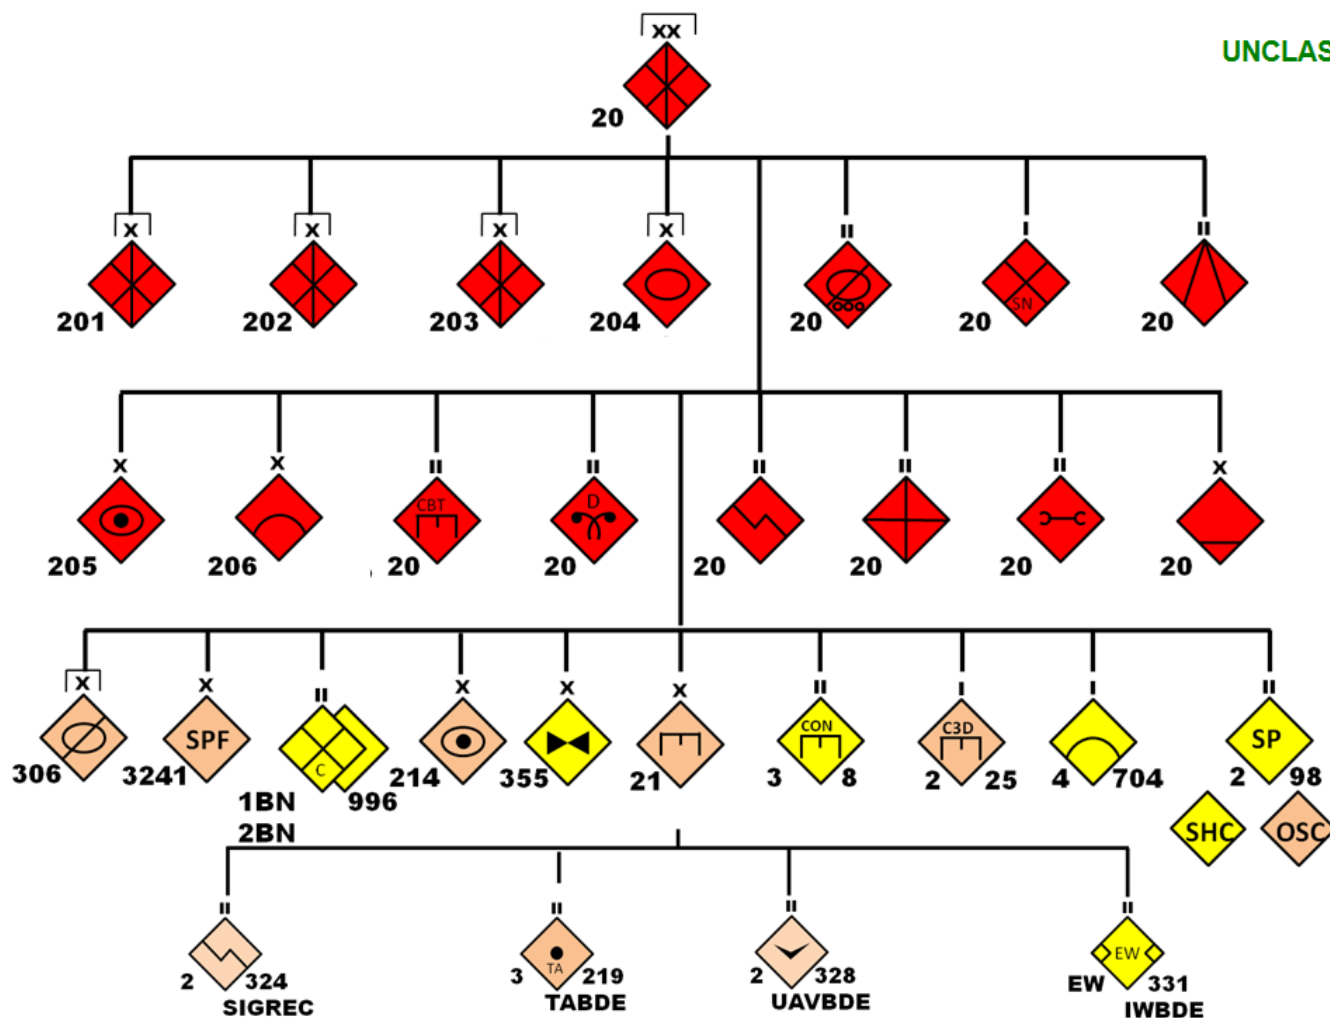 XX
UNCLAS
20
X X X X II I II
SN
201 202 203 204 20 20 20
X X II II II II II X
CBT D
205 206 20 20 20 20 20 20
X X II X X X II I I II
SPF C CON C3D SP
306 3241 1BN 996 214 355 21 3 8 2 25 4 704 2 98
2BN
SHC OSC
II II II II
TA EW
2 324 3 219 2 328 EW 331
SIGREC TABDE UAVBDE IWBDE